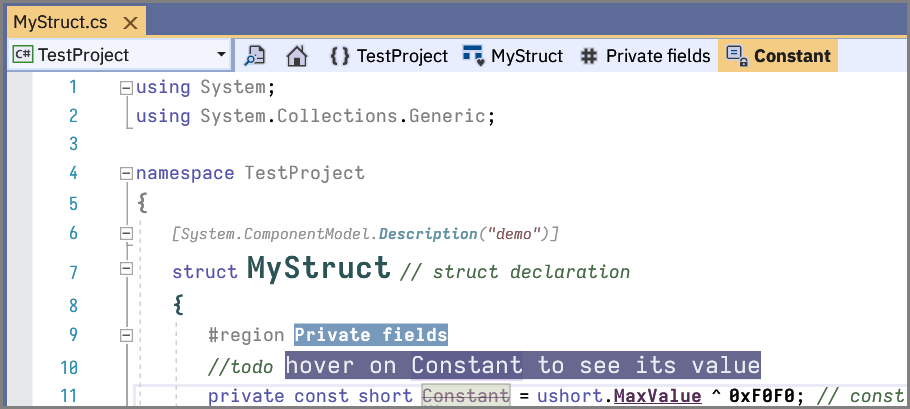 MyStruct.cs
C# TestProject {} TestProject MyStruct # Private fields Constant
1 using System;
2 using System.Collections.Generic;
3
4 namespace TestProject
5 {
6 [System.ComponentModel.Description("demo")]
7 struct MyStruct // struct declaration
8 {
9 #region Private fields
10 //todo hover on Constant to see its value
11 private const short Constant = ushort.MaxValue ^ 0xF0F0; // const